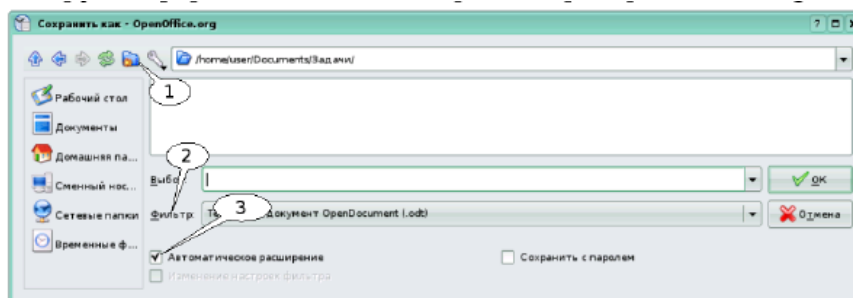 Сохранить как - OpenOffice.org
/home/user/Documents/Задачи/
1
Рабочий стол
Документы
Домашняя па...
2
Сменный нос...
Выбо
ОК
Сетевые папки
Фильтр
3
документ OpenDocument (.odt)
Отмена
Временные ф...
Автоматическое расширение
Сохранить с паролем
Изменение настроек фильтра